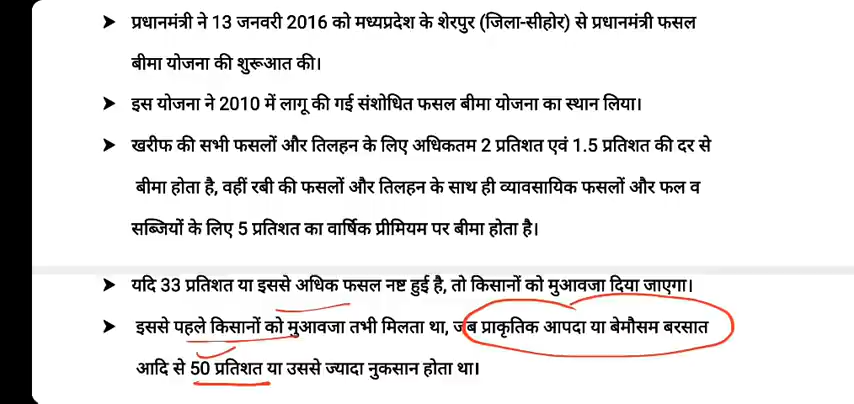 ➤ प्रधानमंत्री ने 13 जनवरी 2016 को मध्यप्रदेश के शेरपुर (जिला-सीहोर) से प्रधानमंत्री फसल
बीमा योजना की शुरूआत की।
➤ इस योजना ने 2010 में लागू की गई संशोधित फसल बीमा योजना का स्थान लिया।
➤ खरीफ की सभी फसलों और तिलहन के लिए अधिकतम 2 प्रतिशत एवं 1.5 प्रतिशत की दर से
बीमा होता है, वहीं रबी की फसलों और तिलहन के साथ ही व्यावसायिक फसलों और फल व
सब्जियों के लिए 5 प्रतिशत का वार्षिक प्रीमियम पर बीमा होता है।
➤ यदि 33 प्रतिशत या इससे अधिक फसल नष्ट हुई है, तो किसानों को मुआवजा दिया जाएगा।
➤ इससे पहले किसानों को मुआवजा तभी मिलता था, जब प्राकृतिक आपदा या बेमौसम बरसात
आदि से 50 प्रतिशत या उससे ज्यादा नुकसान होता था।